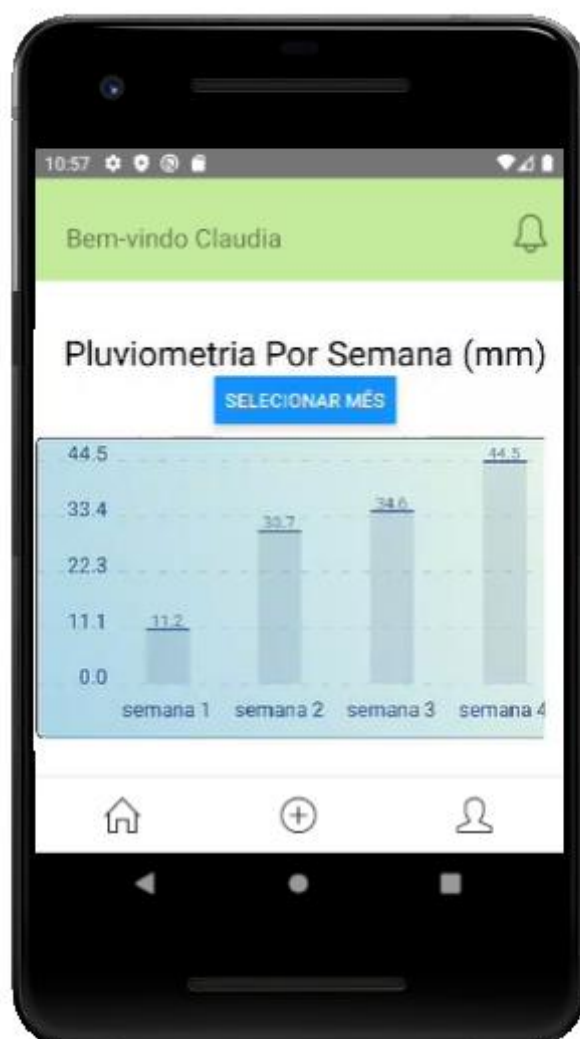 10:57
Bem-vindo Claudia
Pluviometria Por Semana (mm)
SELECIONAR MÊS
44.5
44.5
33.4
34.6
30.7
22.3
11.1
11.2
0.0
semana 1 semana 2 semana 3 semana 4